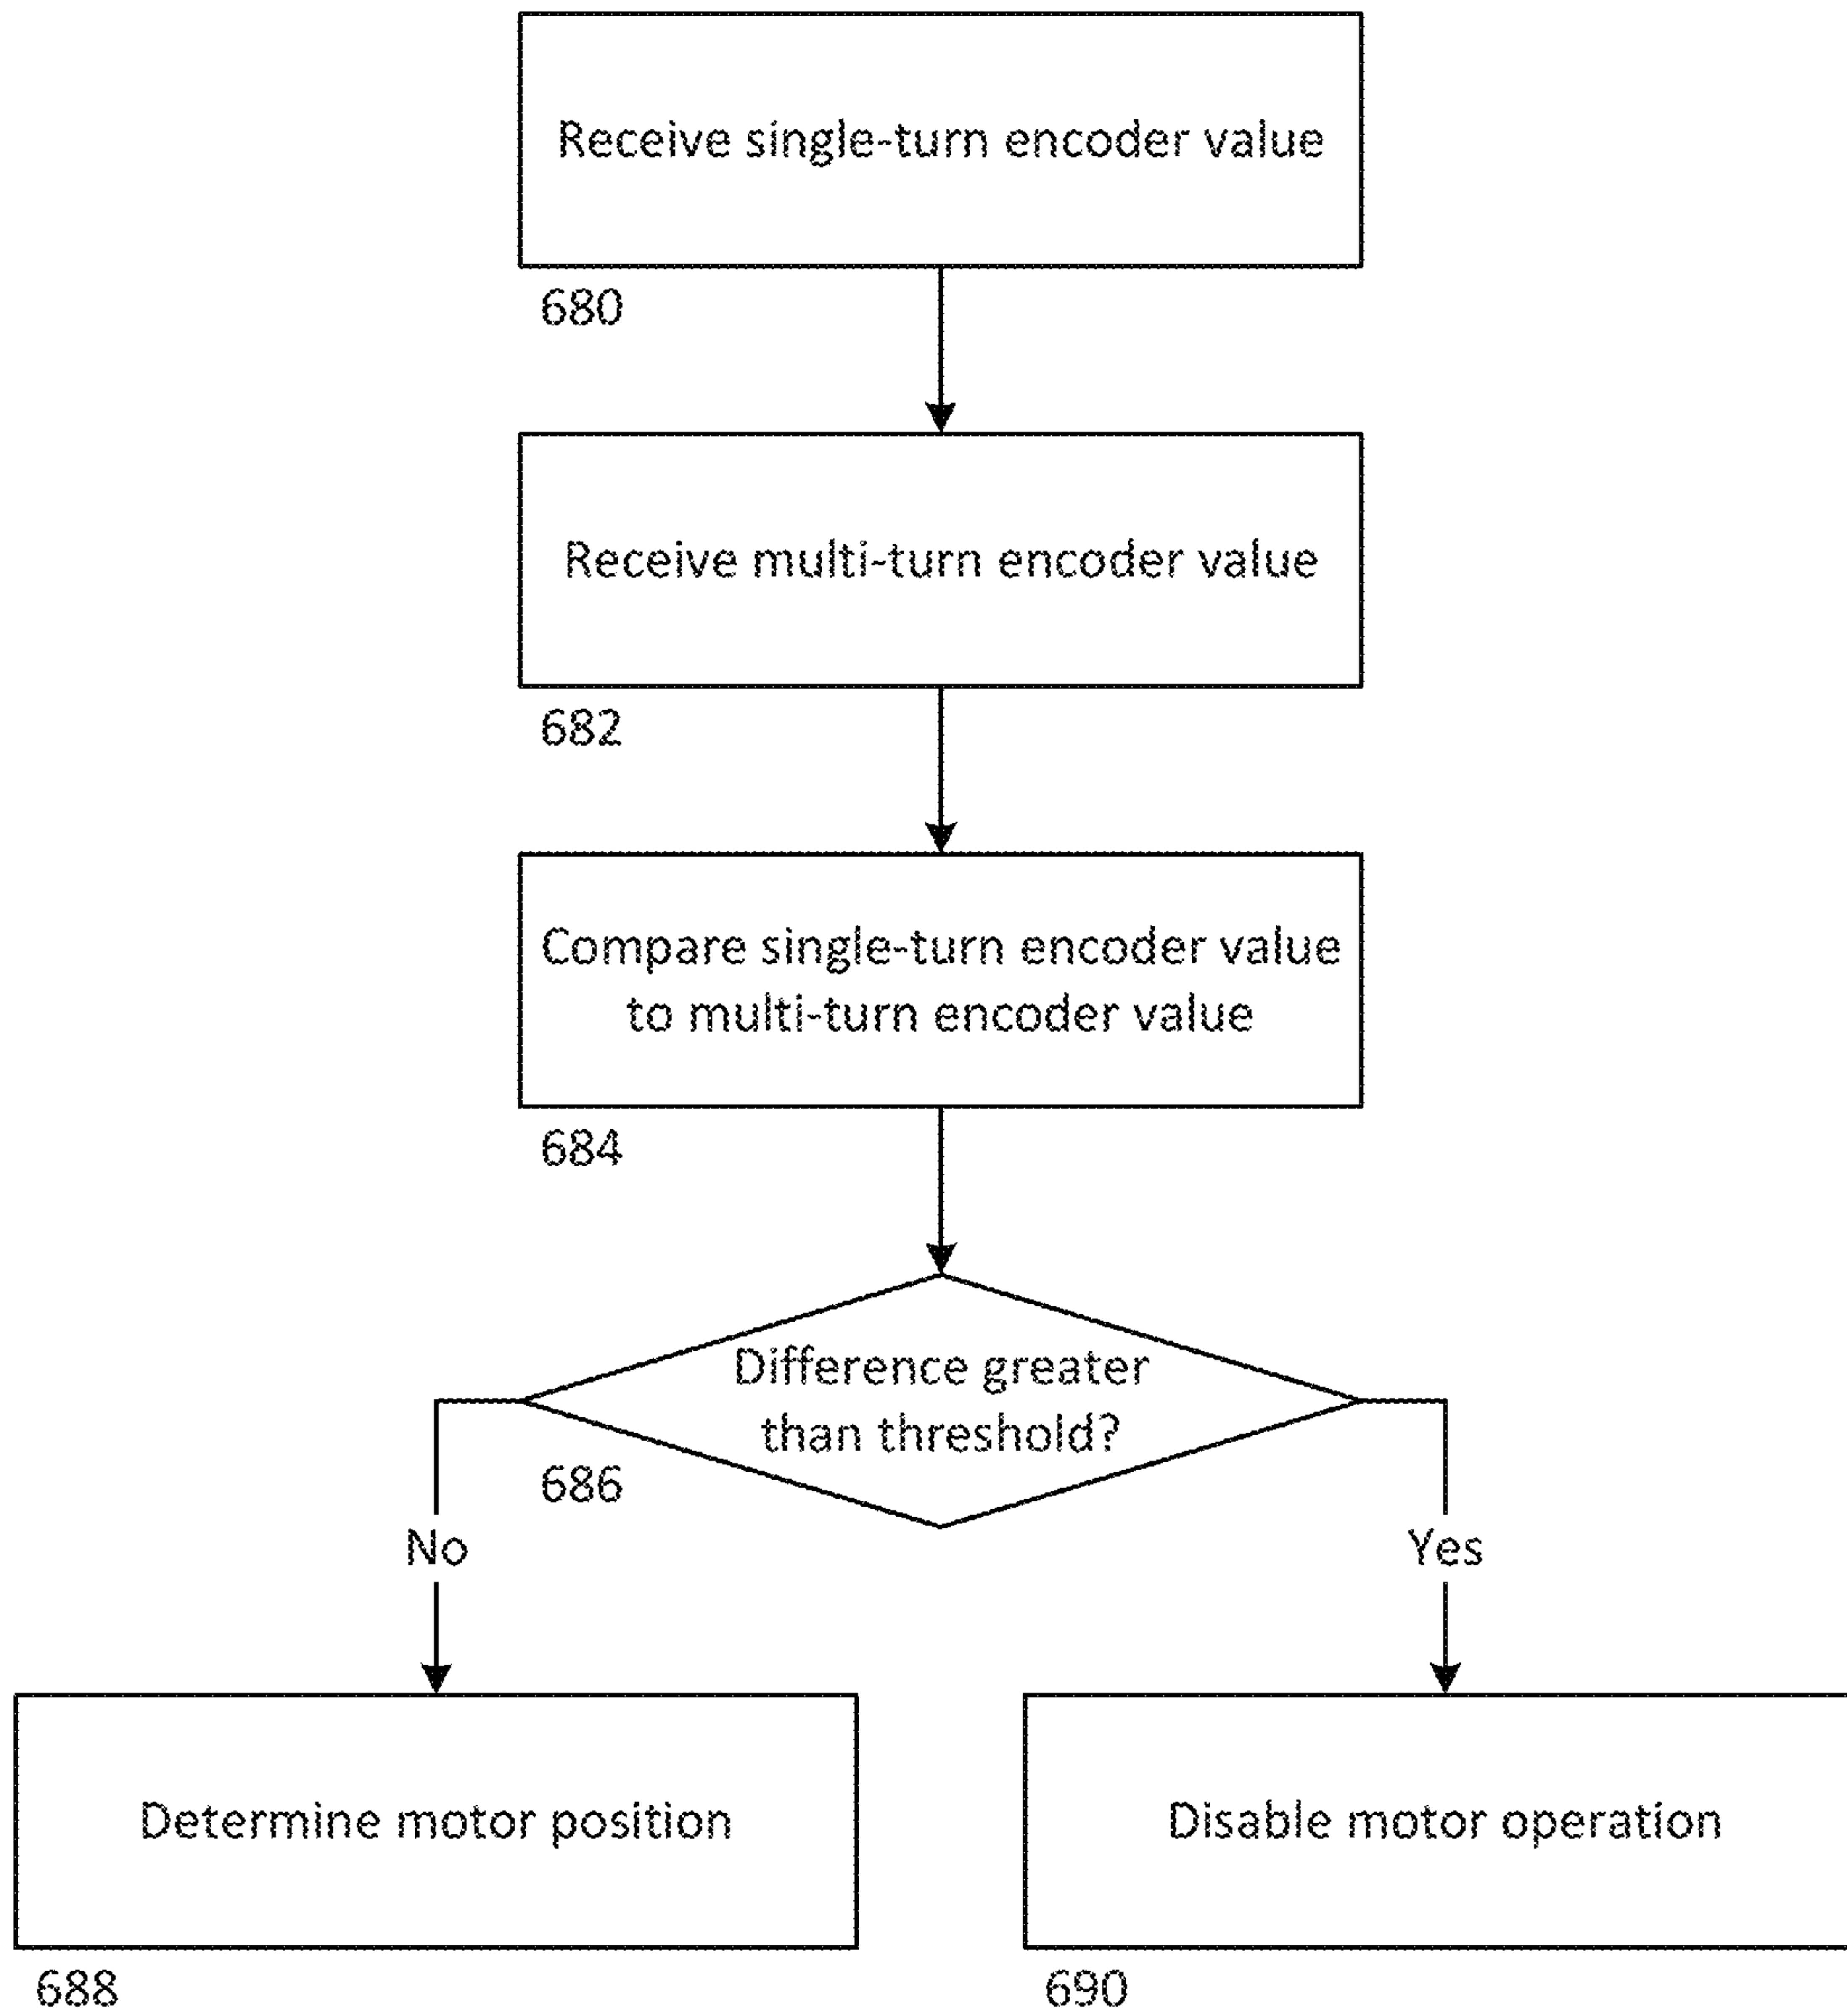 Receive single-turn encoder value
680
Receive multi-turn encoder value
682
Compare single-turn encoder value
to multi-turn encoder value
684
Difference greater
than threshold?
686
No
Yes
Determine motor position
Disable motor operation
688
690